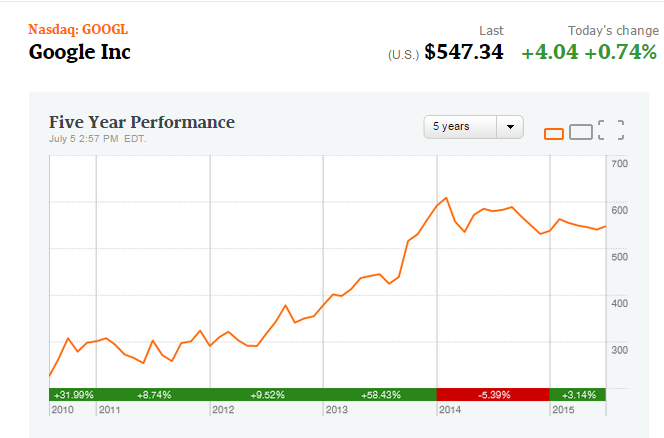 Nasdaq: GOOGL
Last
Today's change
Google Inc
(U.S.) $547.34
+4.04 +0.74%
Five Year Performance
July 5 2:57 PM EDT.
5 years
700
600
500
400
300
+31.99% +8.74% +9.52% +58.43% -5.39% +3.14%
2010 2011 2012 2013 2014 2015